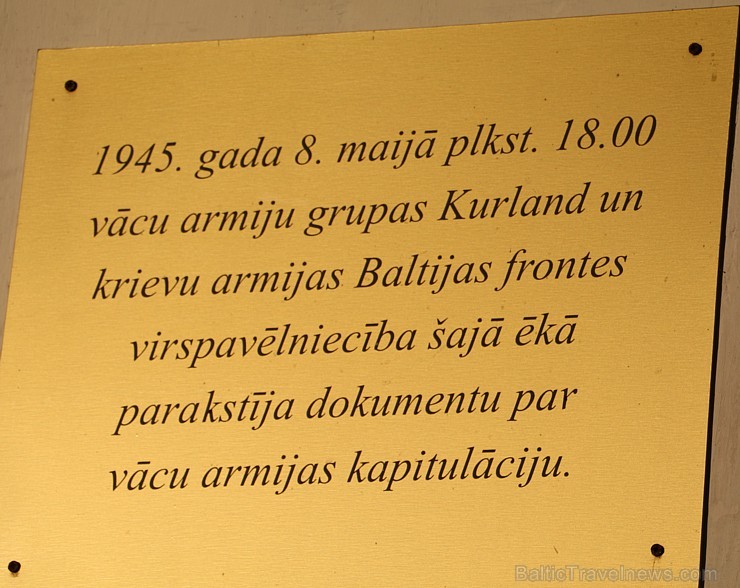 1945. gada 8. maijā plkst. 18.00
vācu armiju grupas Kurland un
krievu armijas Baltijas frontes
virspavēlniecība šajā ēkā
parakstīja dokumentu par
vācu armijas kapitulāciju.
BalticTravelnews.com